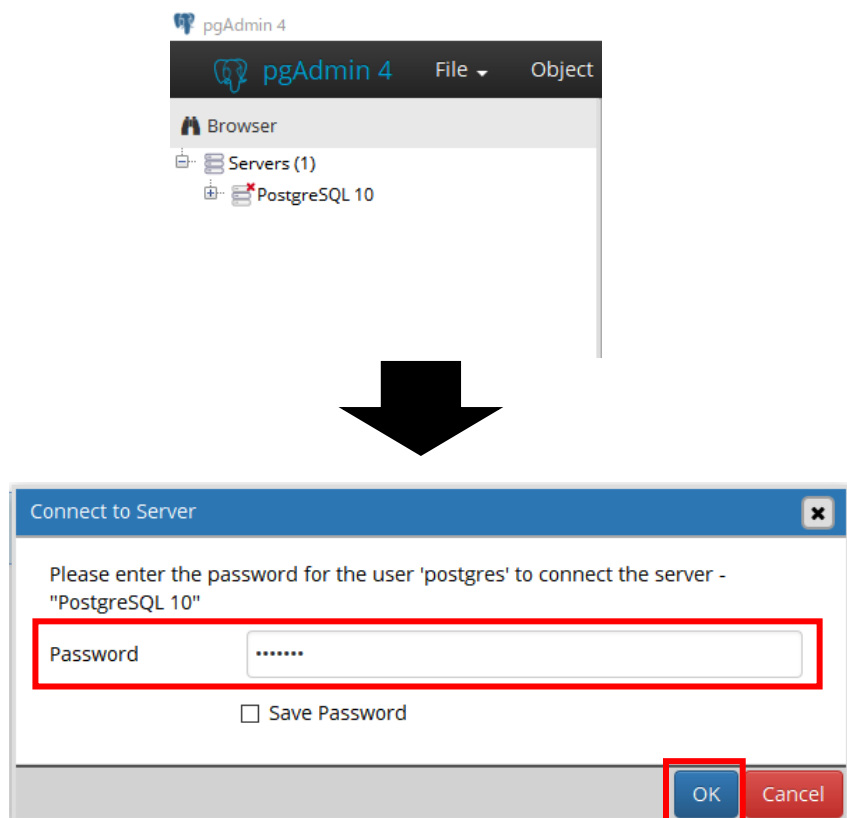 pgAdmin 4
pgAdmin 4 File Object
Browser
Servers (1)
PostgreSQL 10
Connect to Server
Please enter the password for the user 'postgres' to connect the server -
"PostgreSQL 10"
Password •••••••
Save Password
OK Cancel